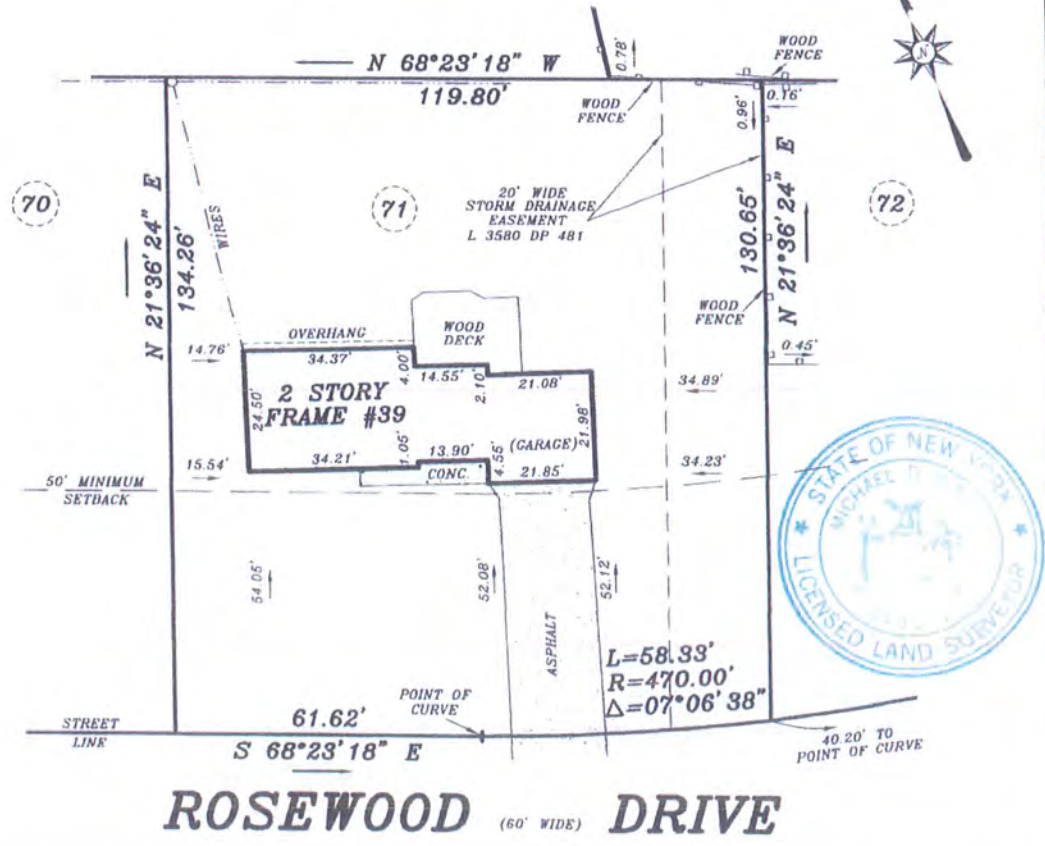 N 68°23'18" W
119.80'
0.78'
WOOD
FENCE
N
WOOD
FENCE
0.16'
0.96'
70
71
72
20' WIDE
STORM DRAINAGE
EASEMENT
L 3580 DP 481
N 21°36'24" E
134.26'
WIRES
130.65'
N 21°36'24" E
WOOD
FENCE
0.45'
OVERHANG
WOOD
DECK
14.76'
34.37'
4.00'
14.55'
2.10'
21.08'
34.89'
2 STORY
FRAME #39
24.50'
(GARAGE)
21.98'
15.54'
34.21'
1.05'
13.90'
4.55'
21.85'
34.23'
CONC.
50' MINIMUM
SETBACK
54.05'
52.08'
52.12'
ASPHALT
STATE OF NEW YORK
MICHAEL
LICENSED LAND SURVEYOR
L=58.33'
R=470.00'
Δ=07°06'38"
POINT OF
CURVE
STREET
LINE
61.62'
S 68°23'18" E
40.20' TO
POINT OF CURVE
ROSEWOOD (60' WIDE) DRIVE